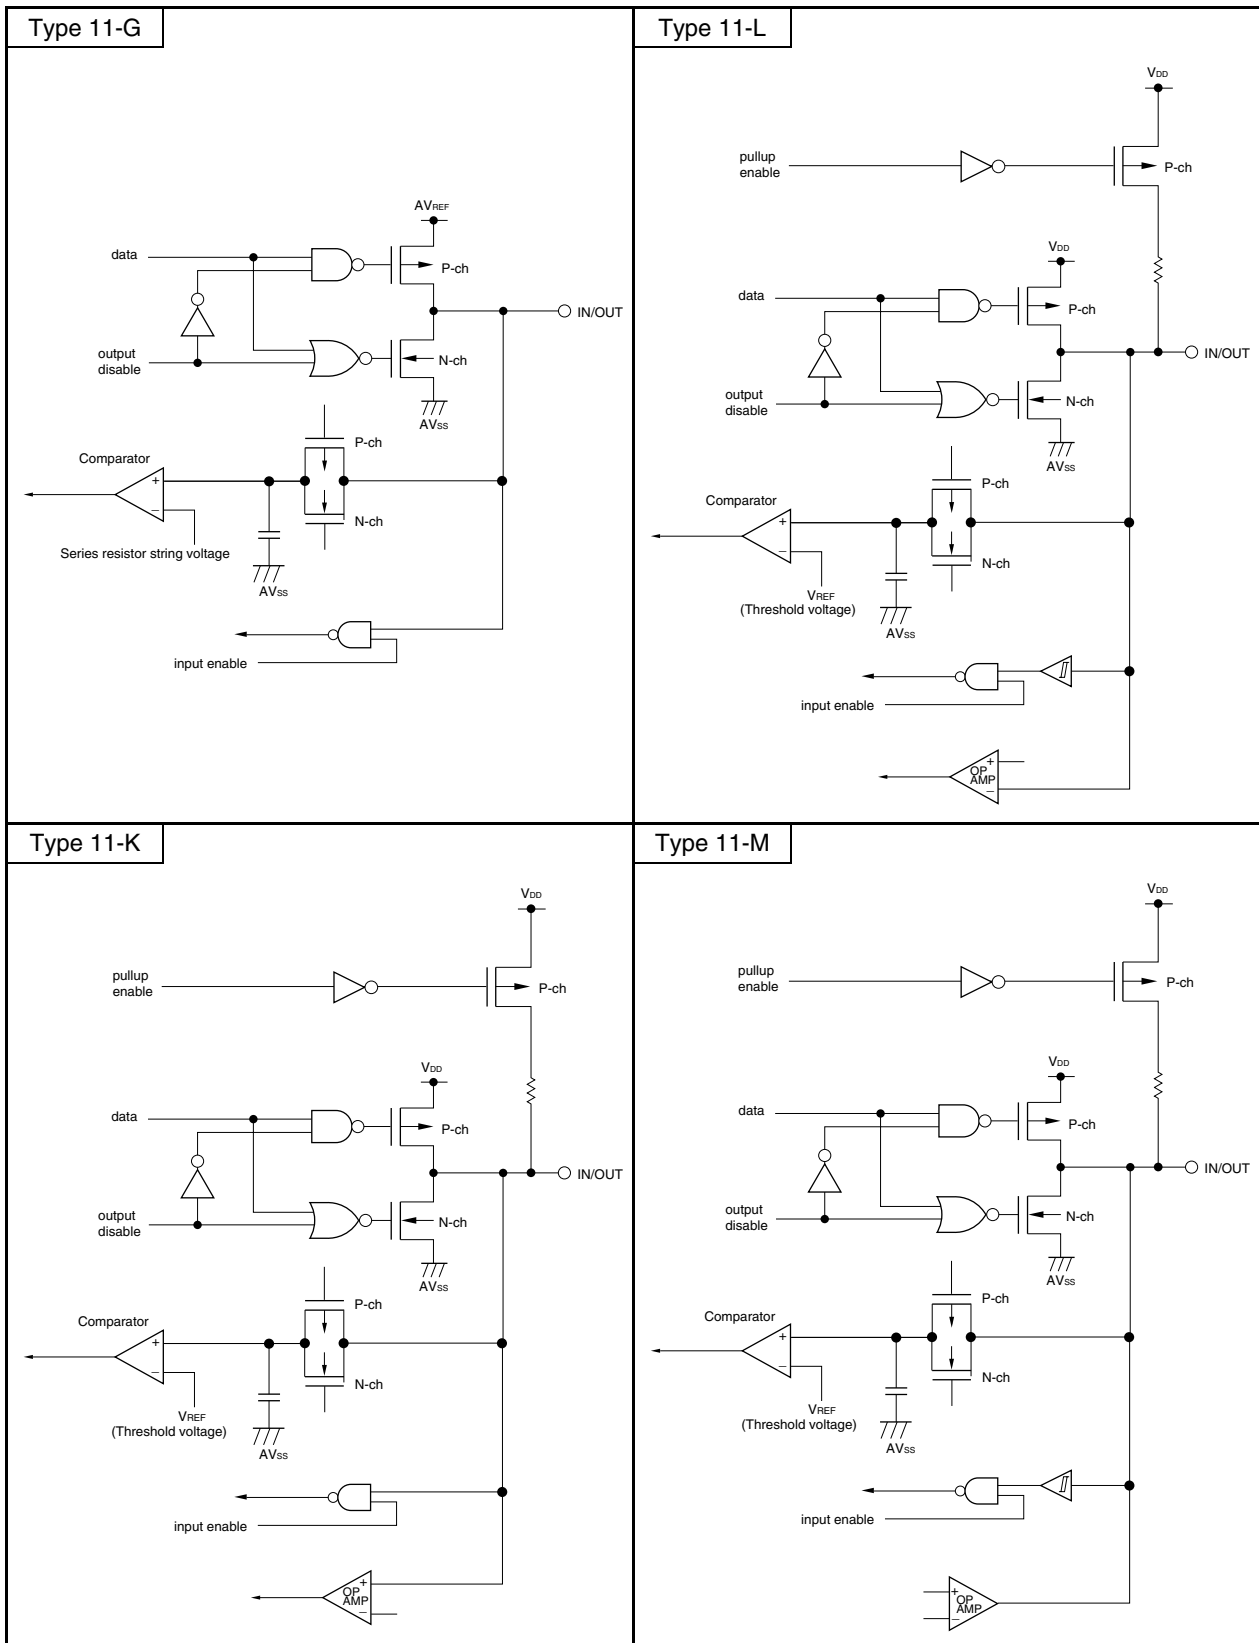 Type 11-G
AVREF
data
P-ch
IN/OUT
output
disable
N-ch
AVSS
P-ch
Comparator
+
–
N-ch
Series resistor string voltage
AVSS
input enable
Type 11-L
VDD
pullup
enable
P-ch
VDD
data
P-ch
IN/OUT
output
disable
N-ch
AVSS
P-ch
Comparator
+
–
N-ch
VREF
(Threshold voltage)
AVSS
input enable
+
OP
AMP
–
Type 11-K
VDD
pullup
enable
P-ch
VDD
data
P-ch
IN/OUT
output
disable
N-ch
AVSS
P-ch
Comparator
+
–
N-ch
VREF
(Threshold voltage)
AVSS
input enable
+
OP
AMP
–
Type 11-M
VDD
pullup
enable
P-ch
VDD
data
P-ch
IN/OUT
output
disable
N-ch
AVSS
P-ch
Comparator
+
–
N-ch
VREF
(Threshold voltage)
AVSS
input enable
+
OP
AMP
–